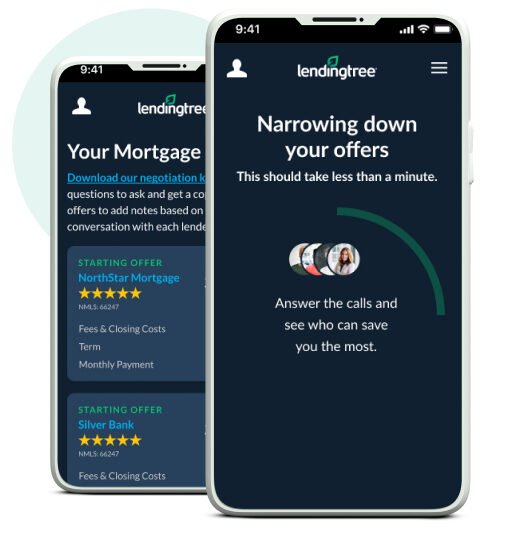 9:41
lendingtree
Your Mortgage
Download our negotiation
questions to ask and get a
offers to add notes based on
conversation with each
STARTING OFFER
NorthStar Mortgage
NMLS: 66247
Fees & Closing Costs
Term
Monthly Payment
STARTING OFFER
Silver Bank
NMLS: 66247
Fees & Closing Costs
9:41
lendingtree
Narrowing down
your offers
This should take less than a minute.
Answer the calls and
see who can save
you the most.